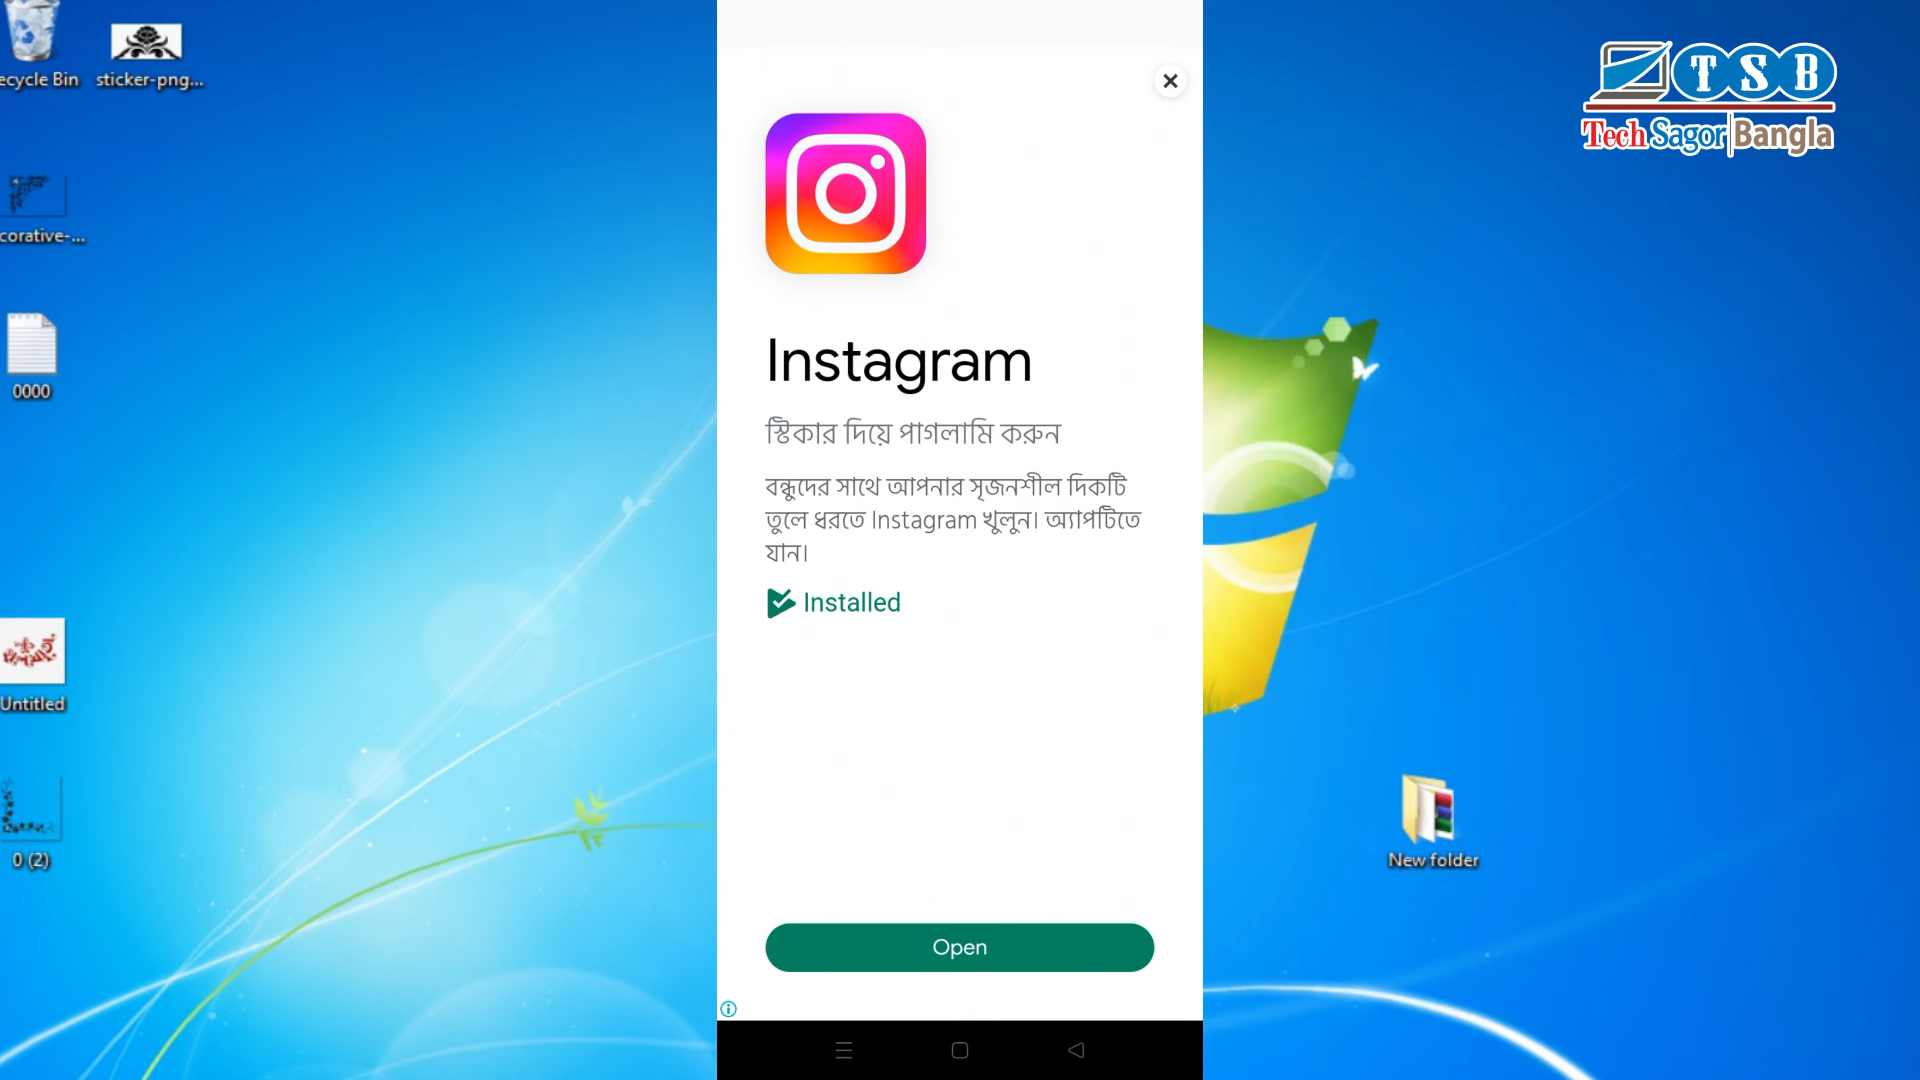 ecycle Bin
sticker-png...
corative-...
0000
Untitled
0 (2)
Instagram
স্টিকার দিয়ে পাগলামি করুন
বন্ধুদের সাথে আপনার সৃজনশীল দিকটি
তুলে ধরতে Instagram খুলুন। অ্যাপটিতে
যান।
Installed
Open
TSB
Tech Sagor Bangla
New folder